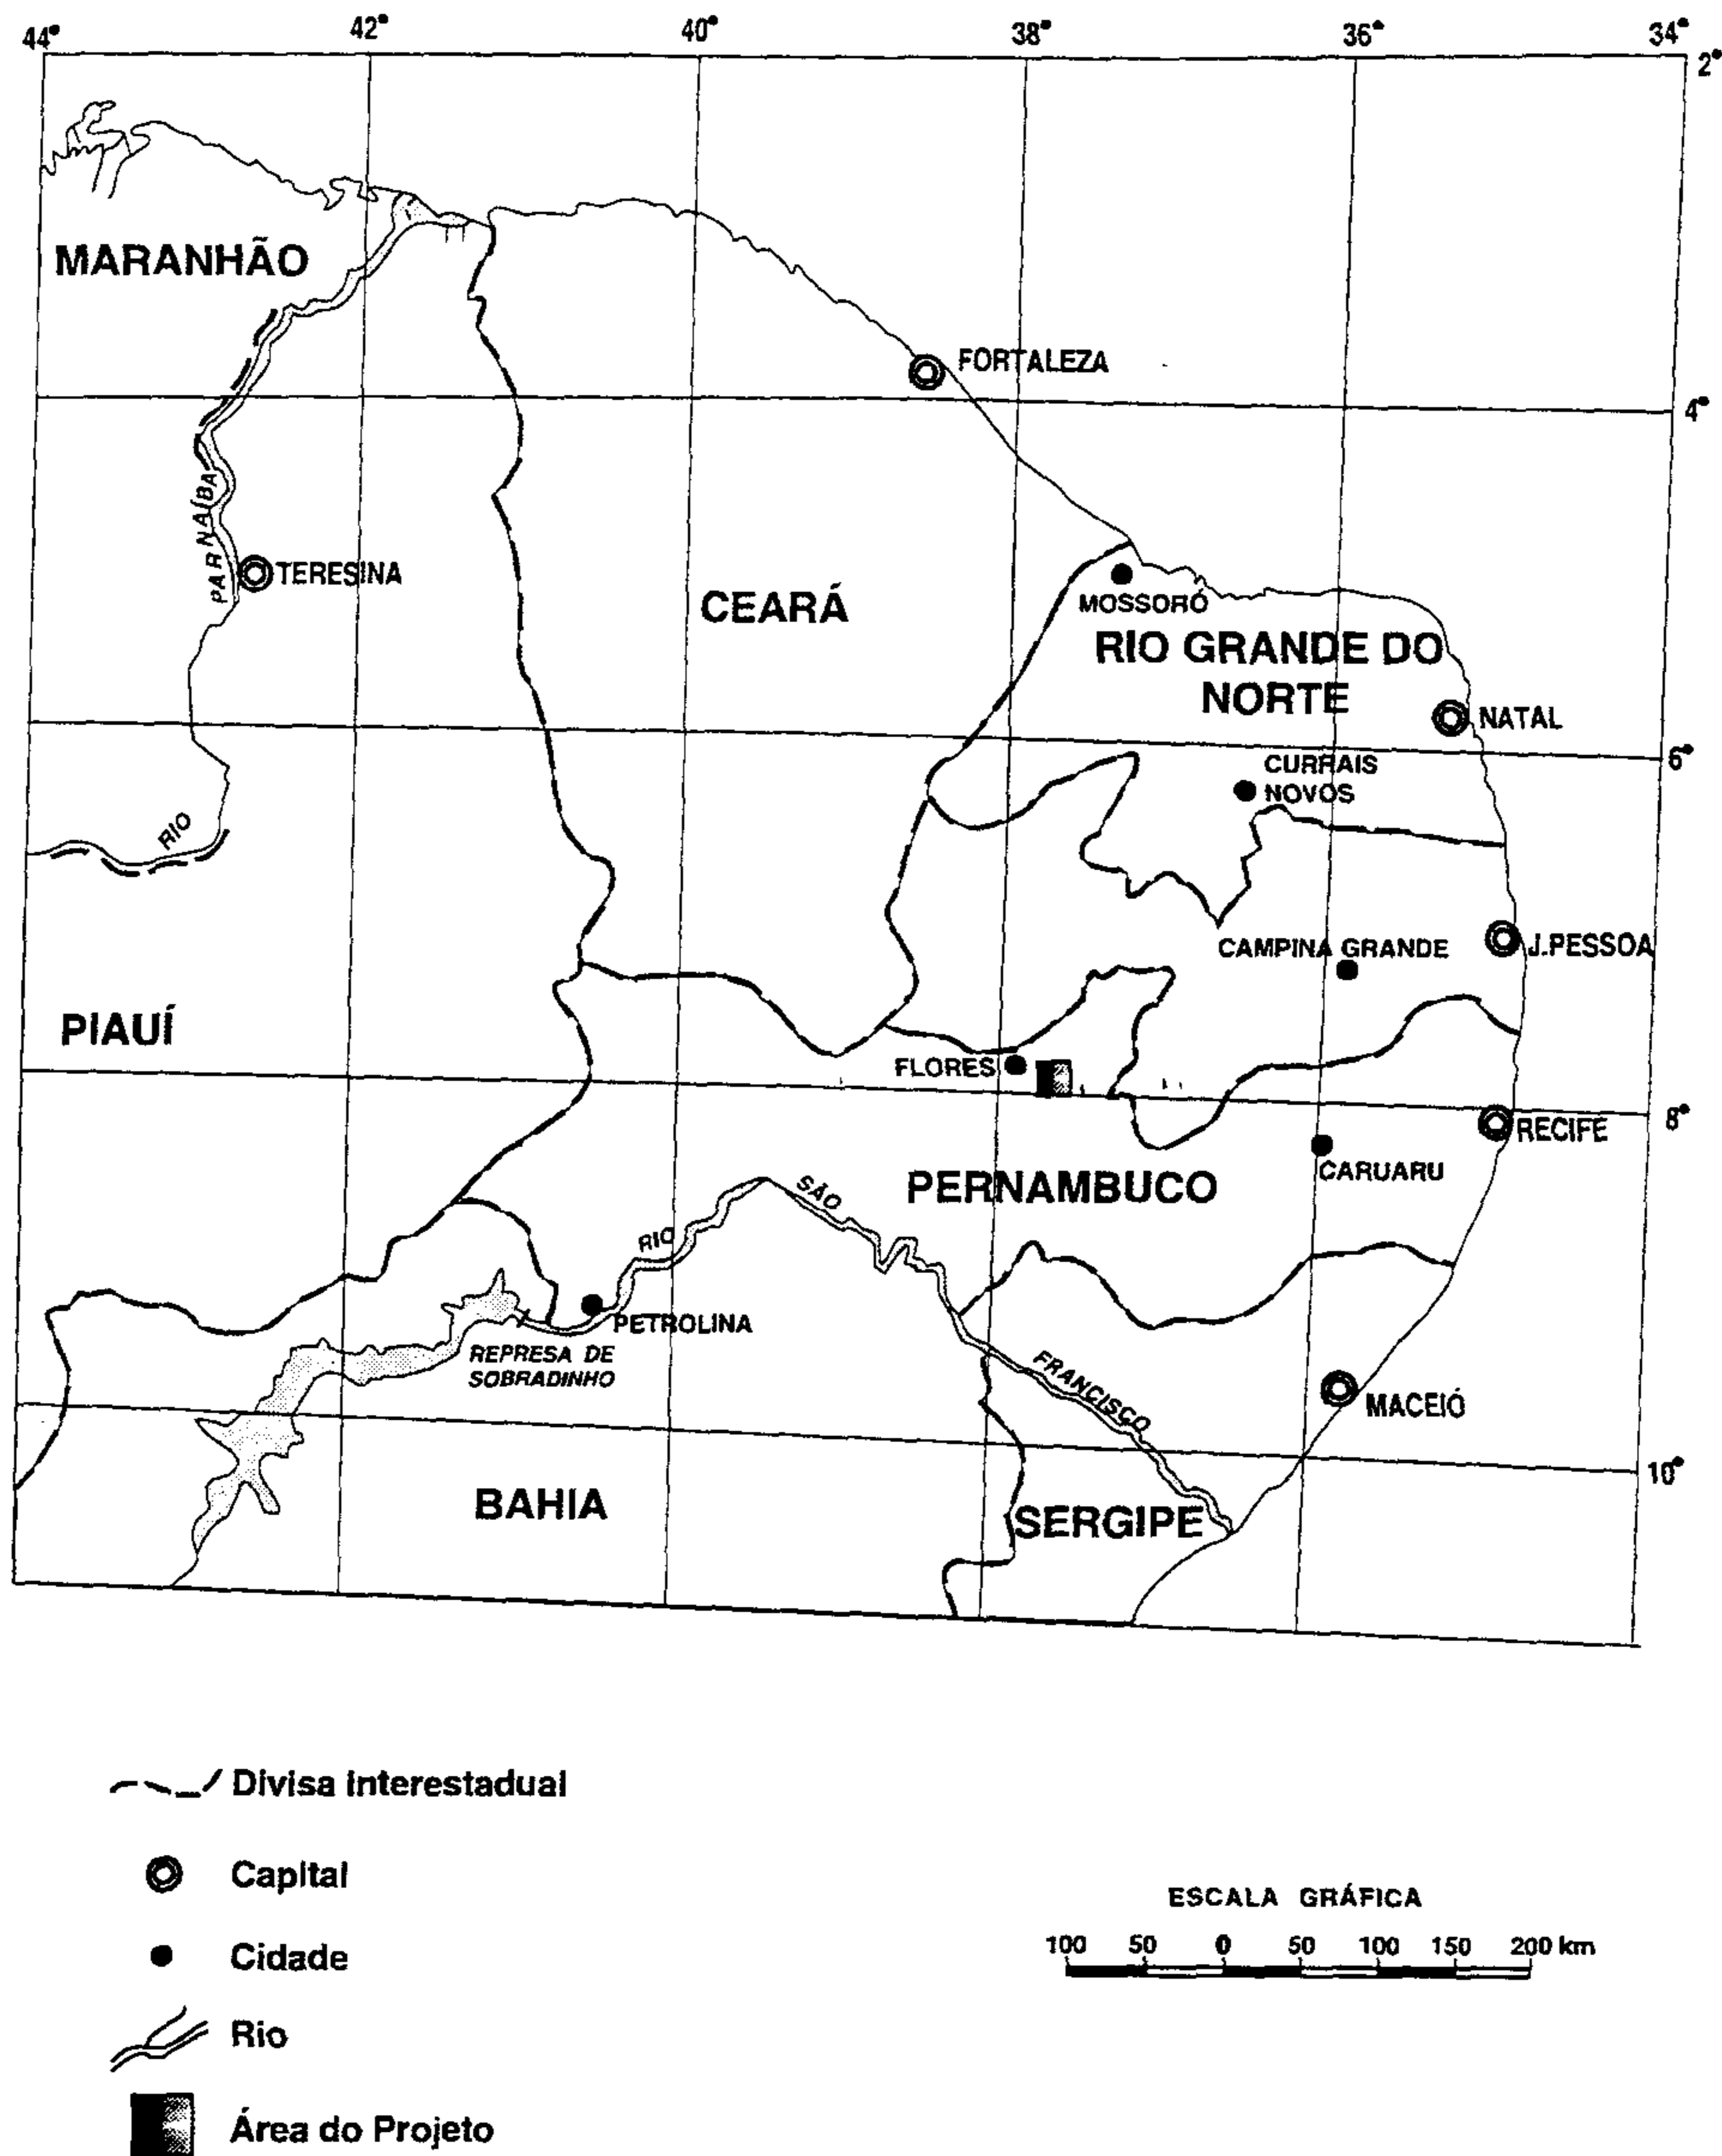 44° 42° 40° 38° 36° 34°
2°
MARANHÃO
FORTALEZA
4°
PARNAÍBA
TERESINA
CEARÁ
MOSSORÓ
RIO GRANDE DO
NORTE
NATAL
6°
CURRAIS
NOVOS
RIO
CAMPINA GRANDE
J.PESSOA
PIAUÍ
FLORES
8°
RECIFE
CARUARU
PERNAMBUCO
SÃO
RIO
PETROLINA
REPRESA DE
SOBRADINHO
FRANCISCO
MACEIÓ
10°
BAHIA
SERGIPE
Divisa Interestadual
Capital
Cidade
Rio
Área do Projeto
ESCALA GRÁFICA
100 50 0 50 100 150 200 km